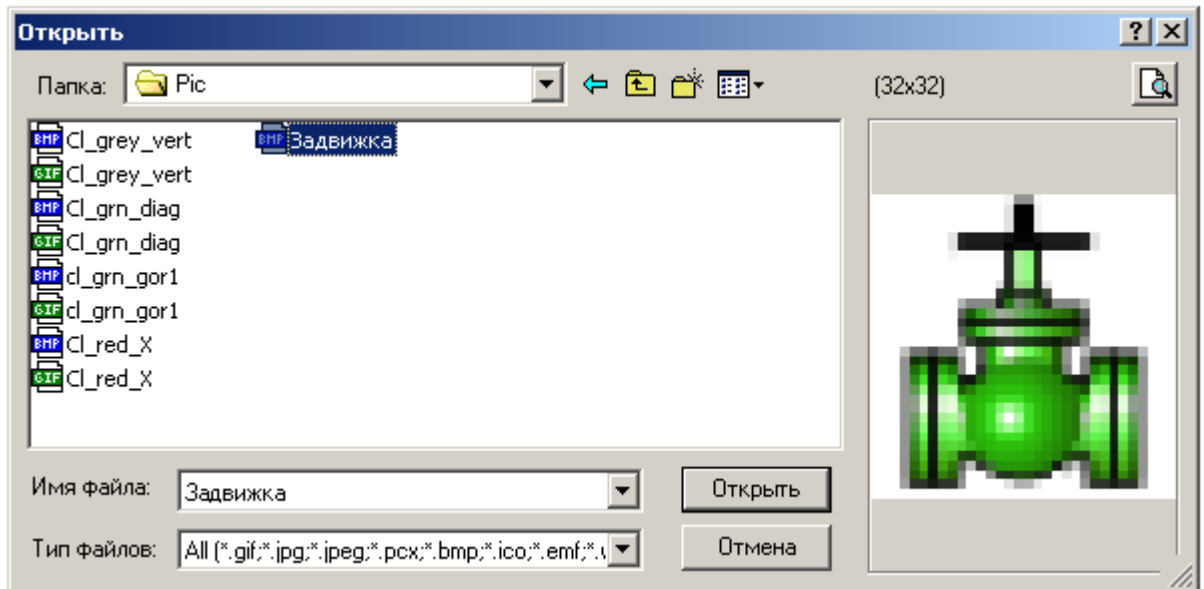 Открыть
Папка: Pic (32x32)
BMP Cl_grey_vert BMP Задвижка
GIF Cl_grey_vert
BMP Cl_grn_diag
GIF Cl_grn_diag
BMP cl_grn_gor1
GIF cl_grn_gor1
BMP Cl_red_X
GIF Cl_red_X
Имя файла: Задвижка Открыть
Тип файлов: All (*.gif;*.jpg;*.jpeg;*.pcx;*.bmp;*.ico;*.emf;*. Отмена